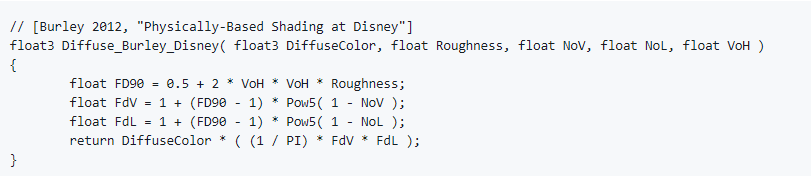 // [Burley 2012, "Physically-Based Shading at Disney"]
float3 Diffuse_Burley_Disney( float3 DiffuseColor, float Roughness, float NoV, float NoL, float VoH )
{
        float FD90 = 0.5 + 2 * VoH * VoH * Roughness;
        float FdV = 1 + (FD90 - 1) * Pow5( 1 - NoV );
        float FdL = 1 + (FD90 - 1) * Pow5( 1 - NoL );
        return DiffuseColor * ( (1 / PI) * FdV * FdL );
}